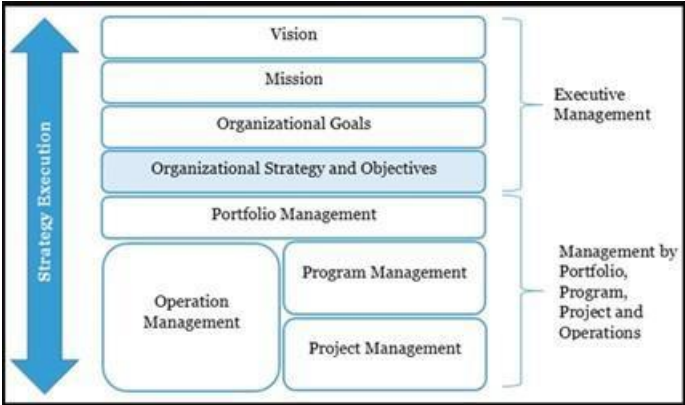 Strategy Execution
Vision
Mission
Organizational Goals
Organizational Strategy and Objectives
Portfolio Management
Operation
Management
Program Management
Project Management
Executive
Management
Management by
Portfolio,
Program,
Project and
Operations